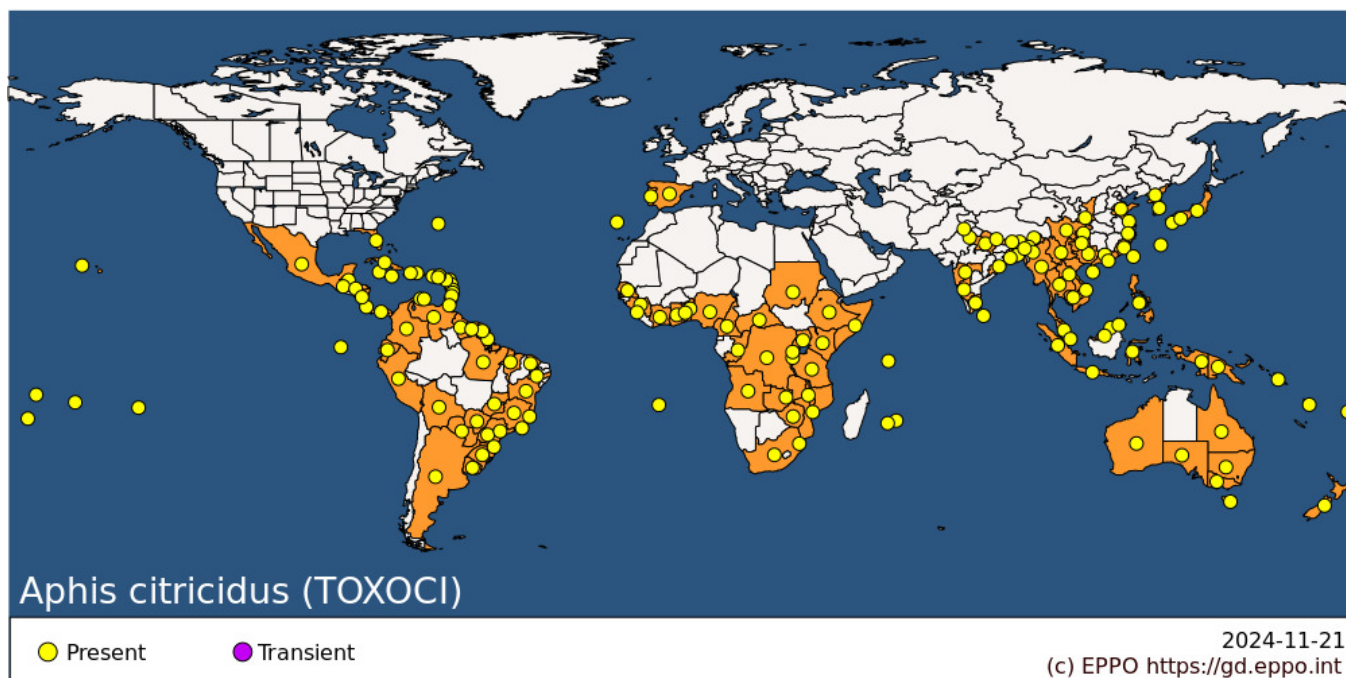 Aphis citricidus (TOXOCI)
Present
Transient
2024-11-21
(c) EPPO https://gd.eppo.int